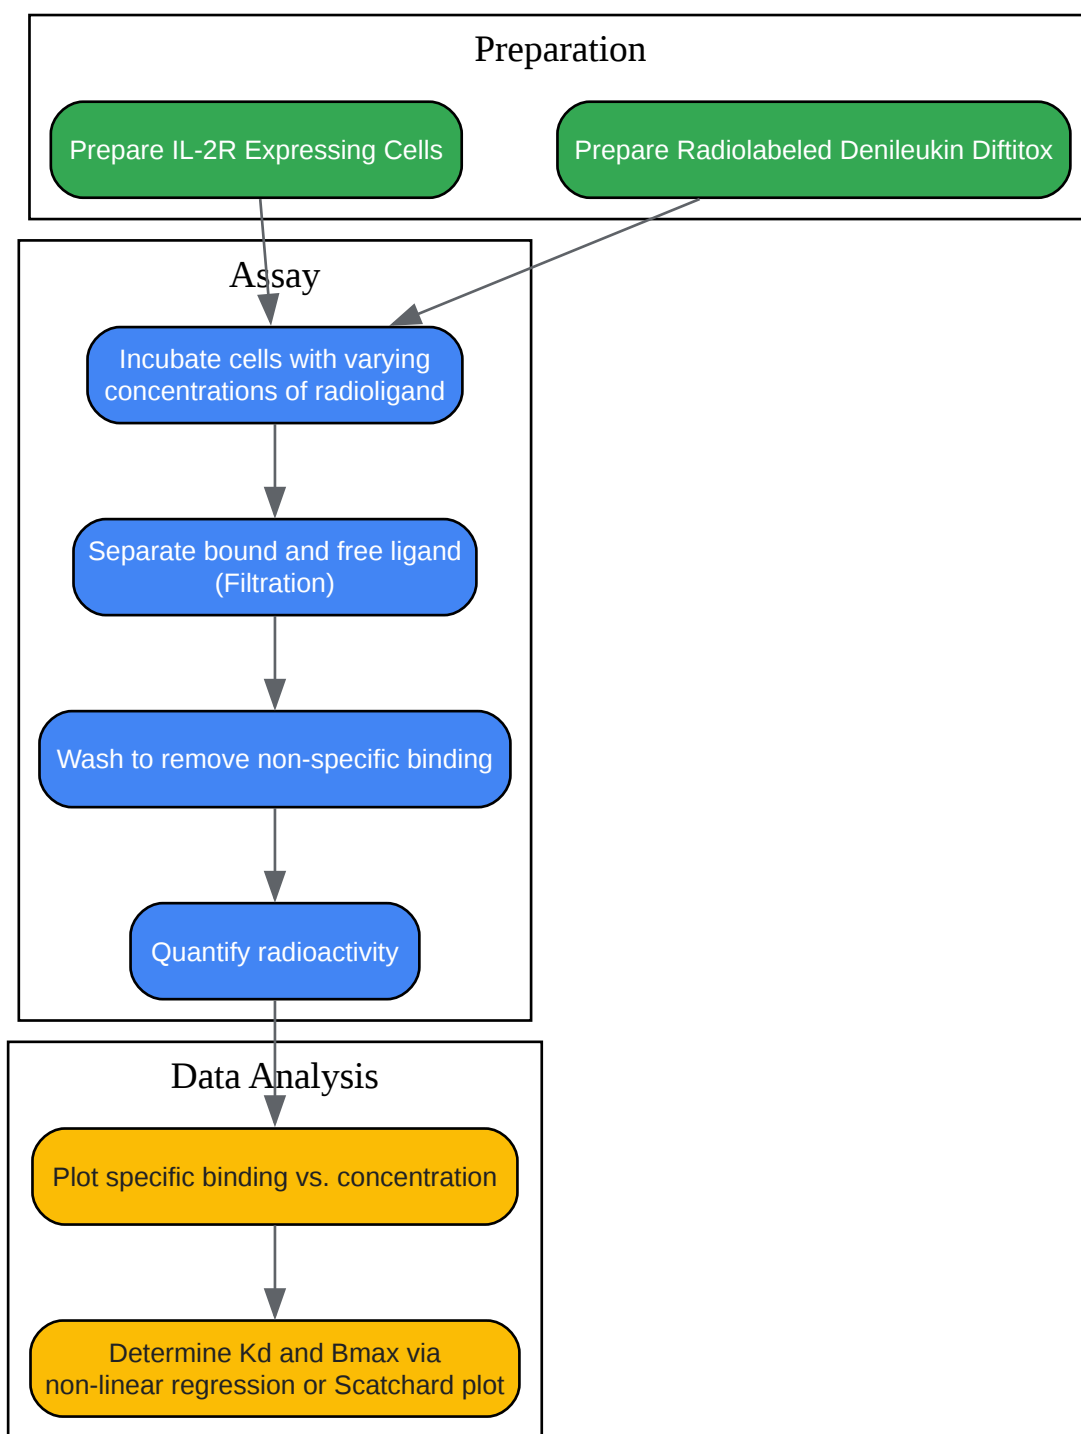 Preparation
Prepare IL-2R Expressing Cells
Prepare Radiolabeled Denileukin Diftitox
Assay
Incubate cells with varying
concentrations of radioligand
Separate bound and free ligand
(Filtration)
Wash to remove non-specific binding
Quantify radioactivity
Data Analysis
Plot specific binding vs. concentration
Determine Kd and Bmax via
non-linear regression or Scatchard plot